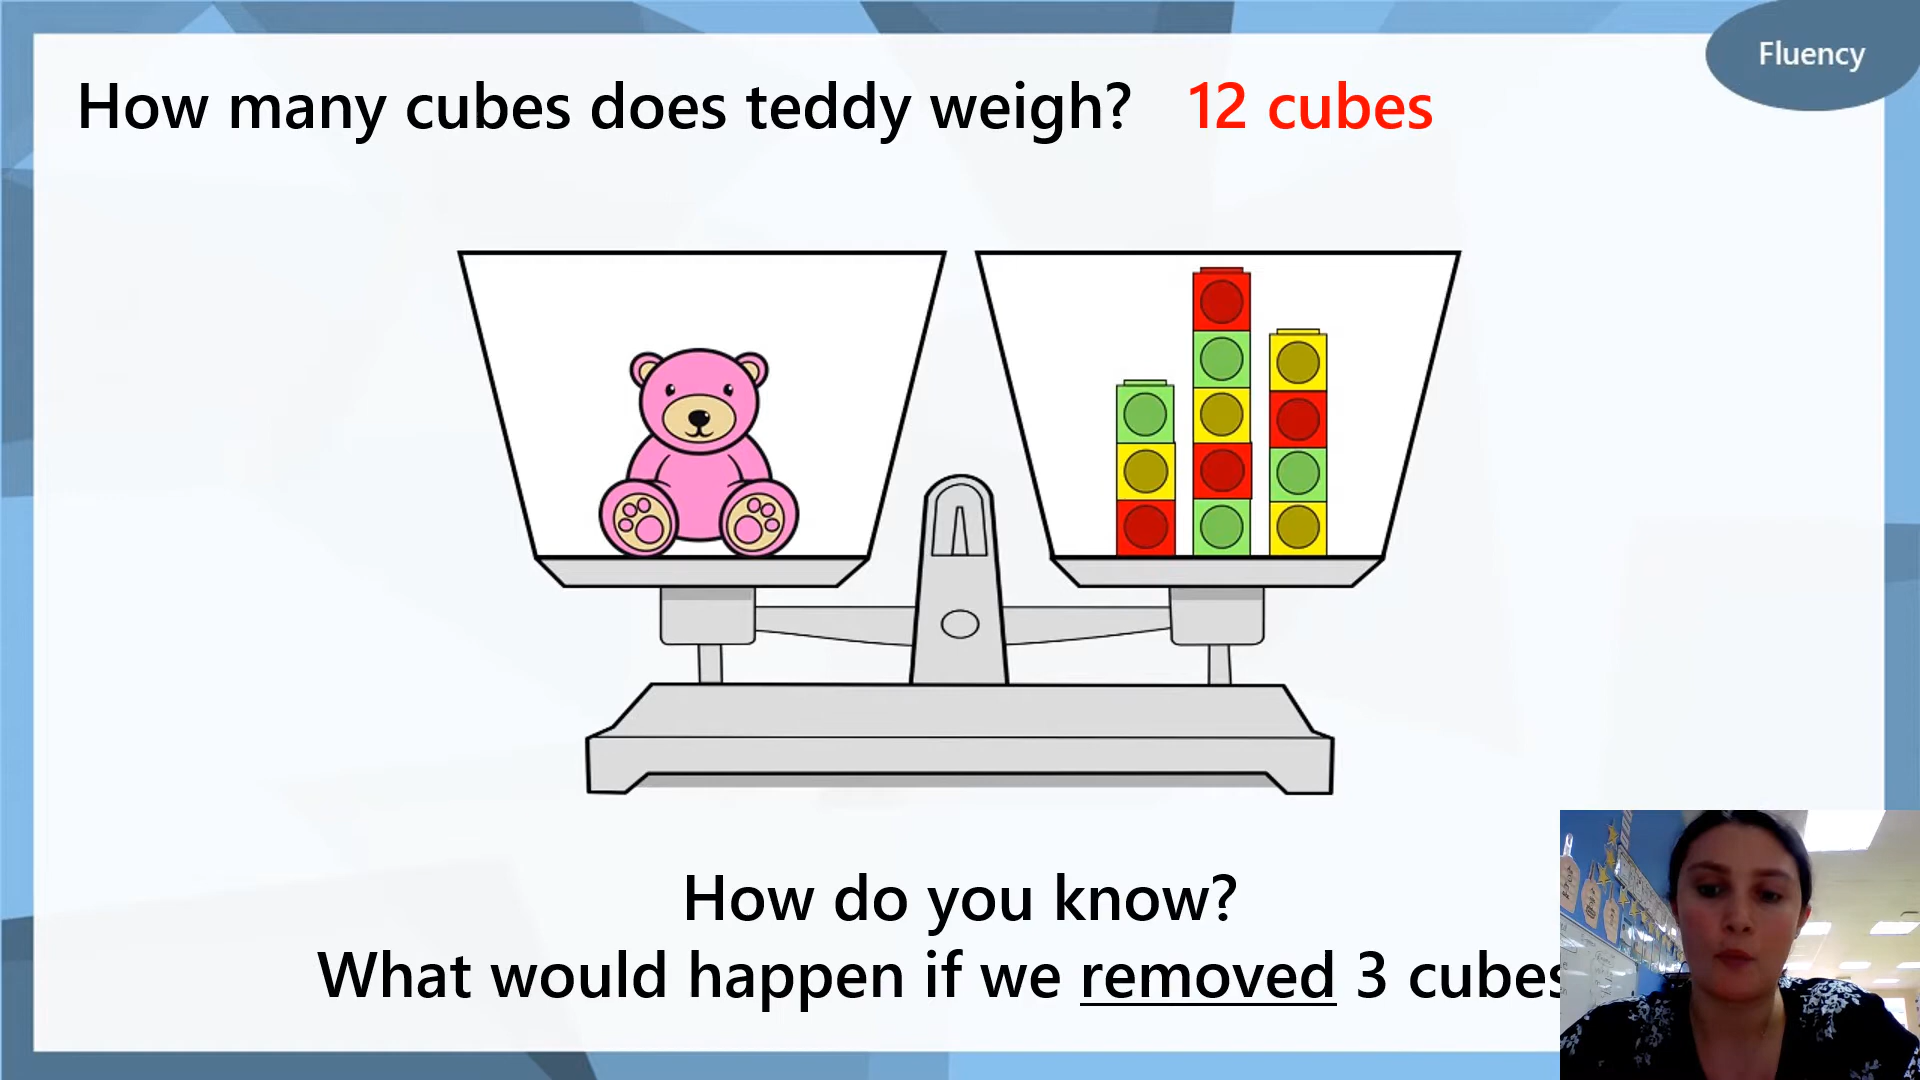 Fluency
How many cubes does teddy weigh? 12 cubes
How do you know?
What would happen if we removed 3 cubes